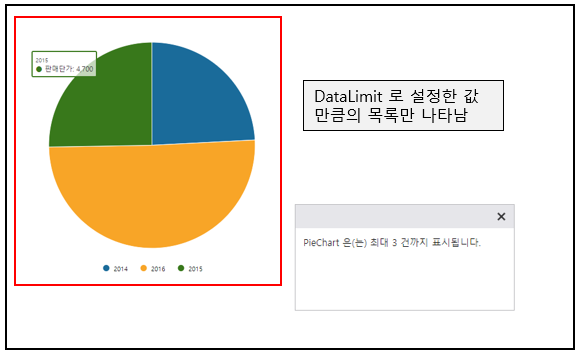 2015
판매단가: 4,700
2014
2016
2015
DataLimit 로 설정한 값
만큼의 목록만 나타남
PieChart 은(는) 최대 3 건까지 표시됩니다.